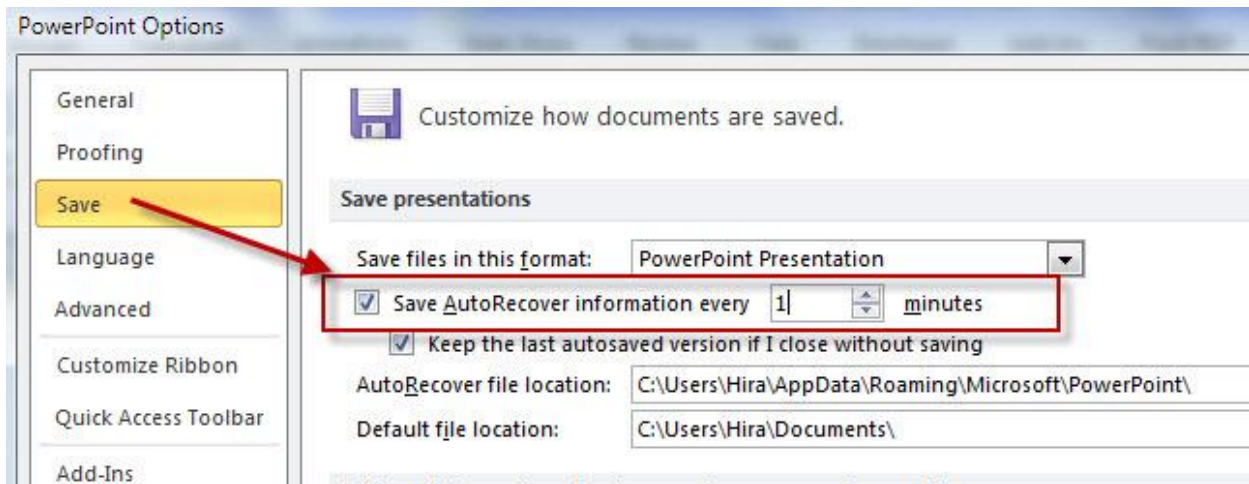 PowerPoint Options
General
Proofing
Save
Language
Advanced
Customize Ribbon
Quick Access Toolbar
Add-Ins
Customize how documents are saved.
Save presentations
Save files in this format: PowerPoint Presentation
Save AutoRecover information every 1 minutes
Keep the last autosaved version if I close without saving
AutoRecover file location: C:\Users\Hira\AppData\Roaming\Microsoft\PowerPoint\
Default file location: C:\Users\Hira\Documents\